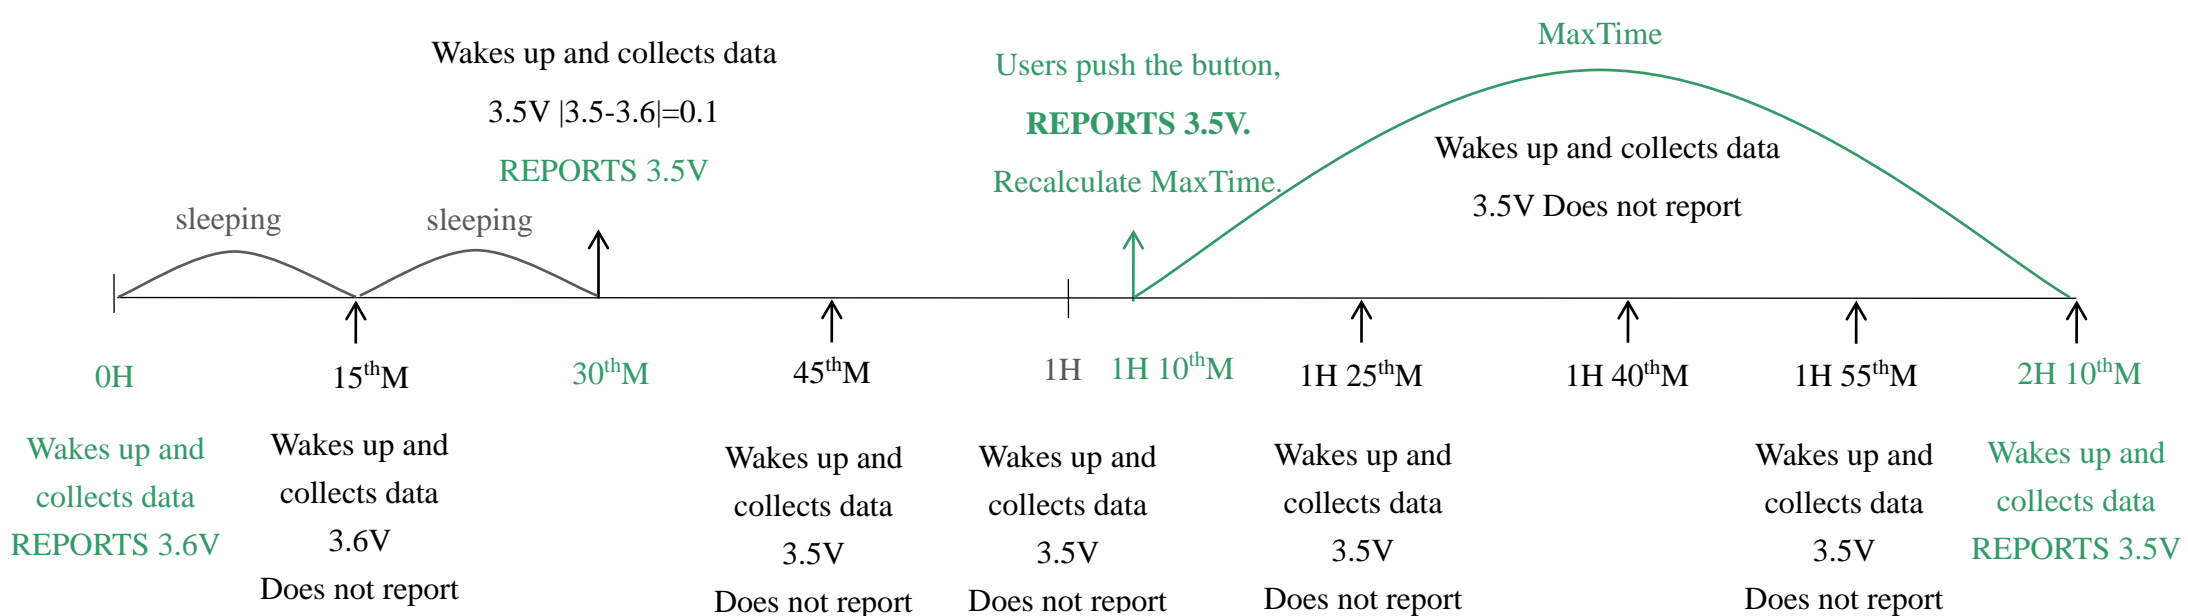 MaxTime
Wakes up and collects data
3.5V |3.5-3.6|=0.1
REPORTS 3.5V
Users push the button,
REPORTS 3.5V.
Recalculate MaxTime.
Wakes up and collects data
3.5V Does not report
sleeping
sleeping
0H
15thM
30thM
45thM
1H
1H 10thM
1H 25thM
1H 40thM
1H 55thM
2H 10thM
Wakes up and
collects data
REPORTS 3.6V
Wakes up and
collects data
3.6V
Does not report
Wakes up and
collects data
3.5V
Does not report
Wakes up and
collects data
3.5V
Does not report
Wakes up and
collects data
3.5V
Does not report
Wakes up and
collects data
3.5V
Does not report
Wakes up and
collects data
REPORTS 3.5V